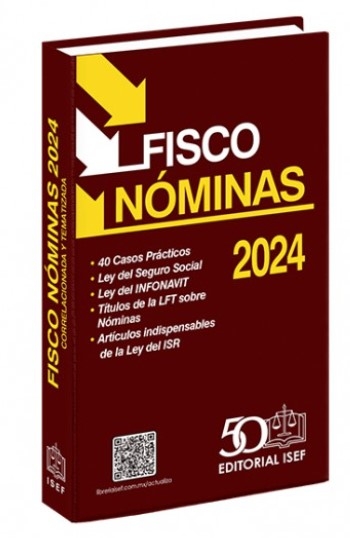 FISCO
NÓMINAS
2024
• 40 Casos Prácticos
• Ley del Seguro Social
• Ley del INFONAVIT
• Títulos de la LFT sobre
Nóminas
• Artículos Indispensables
de la Ley del ISR
50
EDITORIAL ISEF
FISCO NÓMINAS 2024
CORRELACIONADA Y TEMATIZADA
ISEF